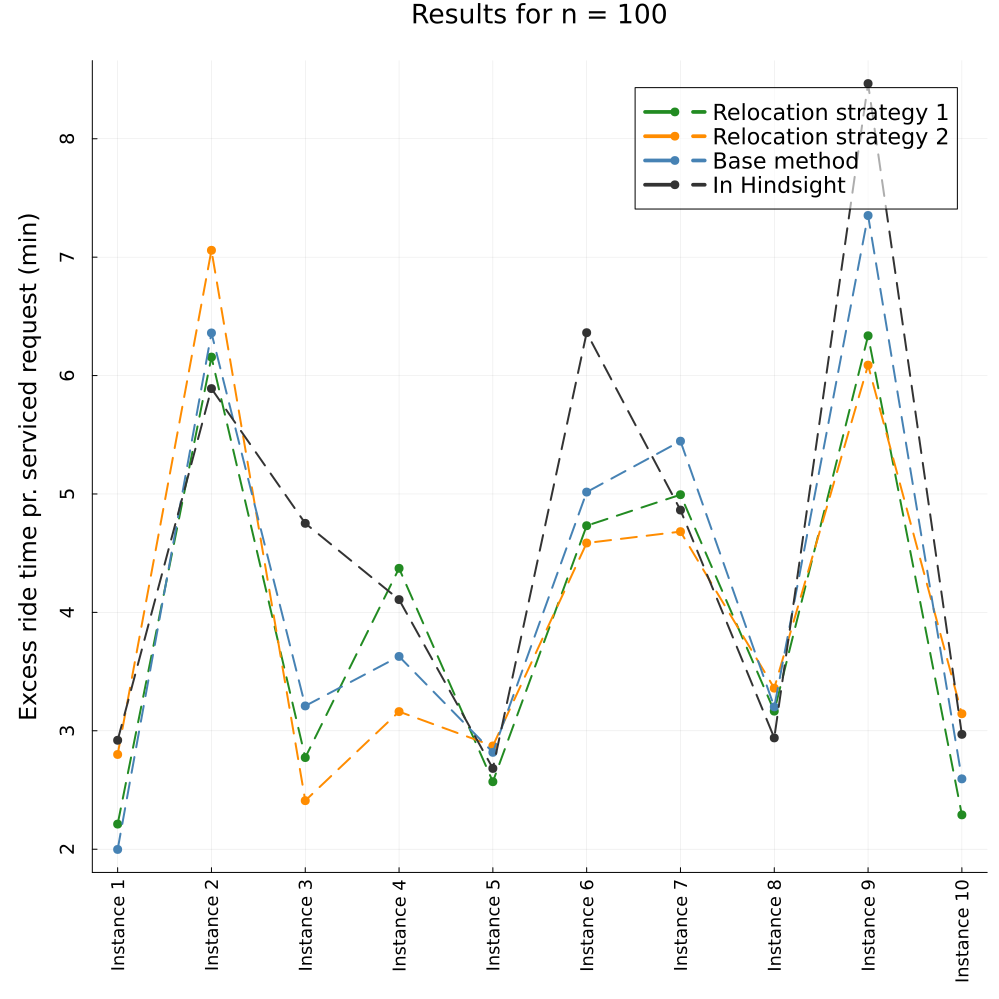 Results for n = 100
Excess ride time pr. serviced request (min)
8
7
6
5
4
3
2
Relocation strategy 1
Relocation strategy 2
Base method
In Hindsight
Instance 1
Instance 2
Instance 3
Instance 4
Instance 5
Instance 6
Instance 7
Instance 8
Instance 9
Instance 10